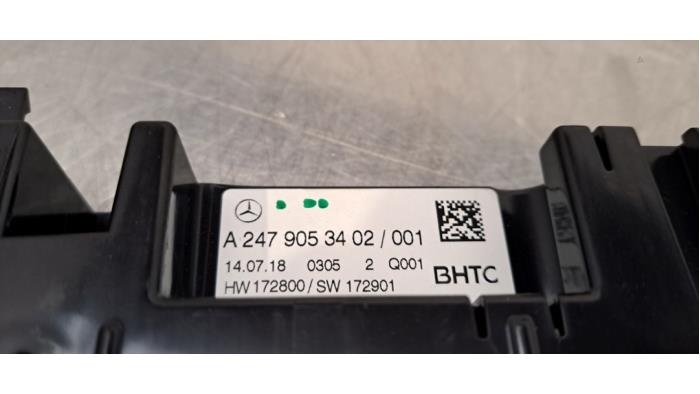 A 247 905 34 02 / 001
14.07.18 0305 2 Q001
BHTC
HW 172800 / SW 172901